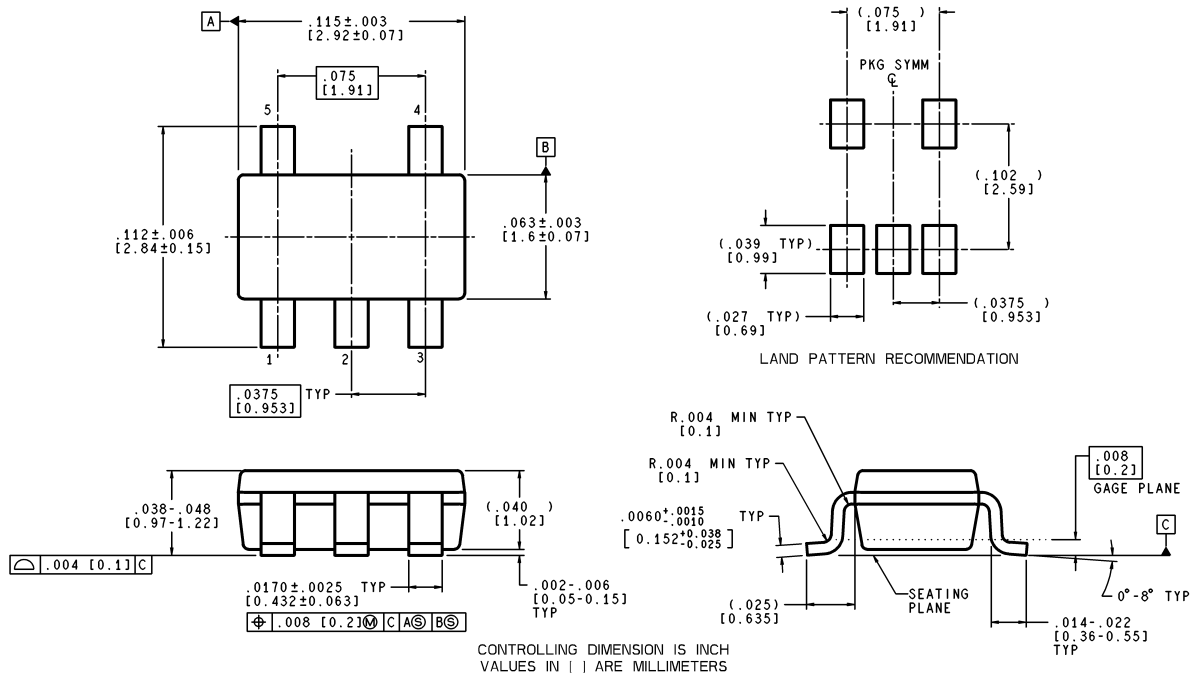 A
.115±.003
[2.92±0.07]
.075
[1.91]
5
4
B
.112±.006
[2.84±0.15]
.063±.003
[1.6±0.07]
1
2
3
.0375 TYP
[0.953]
(.075 )
[1.91]
PKG SYMM
℄
(.102 )
[2.59]
(.039 TYP)
[0.99]
(.027 TYP)
[0.69]
(.0375 )
[0.953]
LAND PATTERN RECOMMENDATION
.038-.048
[0.97-1.22]
(.040 )
[1.02]
⌓ .004 [0.1] C
.0170±.0025 TYP
[0.432±0.063]
⌖ .008 [0.2]Ⓜ C AⓈ BⓈ
.002-.006
[0.05-0.15]
TYP
R.004 MIN TYP
[0.1]
R.004 MIN TYP
[0.1]
.008
[0.2]
GAGE PLANE
.0060+.0015-.0010 TYP
[0.152+0.038-0.025]
C
SEATING
PLANE
0°-8° TYP
(.025)
[0.635]
.014-.022
[0.36-0.55]
TYP
CONTROLLING DIMENSION IS INCH
VALUES IN [ ] ARE MILLIMETERS